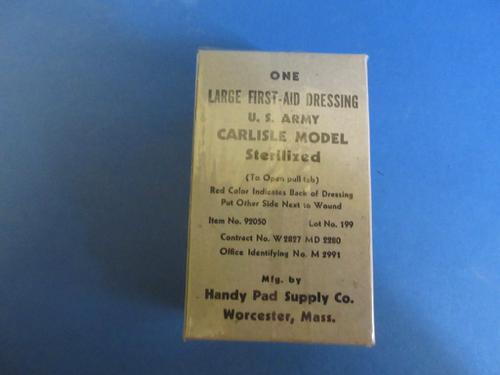 ONE
LARGE FIRST-AID DRESSING
U. S. ARMY
CARLISLE MODEL
Sterilized
(To Open pull tab)
Red Color Indicates Back of Dressing
Put Other Side Next to Wound
Item No. 92050 Lot No. 199
Contract No. W 2827 MD 2280
Office Identifying No. M 2991
Mfg. by
Handy Pad Supply Co.
Worcester, Mass.